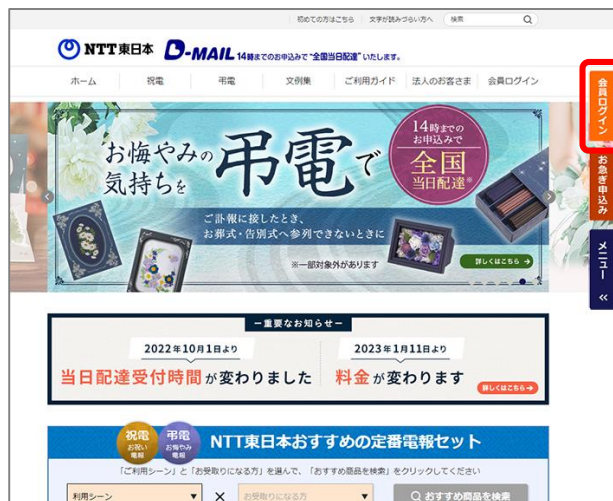 初めての方はこちら 文字が読みづらい方へ 検索
NTT東日本 D-MAIL 14時までのお申込みで"全国当日配達"いたします。
ホーム 祝電 弔電 文例集 ご利用ガイド 法人のお客さま 会員ログイン
会員ログイン
お急ぎ申込み
メニュー «
お悔やみの
気持ちを
弔電で
14時までの
お申込みで
全国
当日配達※
ご訃報に接したとき、
お葬式・告別式へ参列できないときに
※一部対象外があります
詳しくはこちら →
ー重要なお知らせー
2022年10月1日より
当日配達受付時間が変わりました
2023年1月11日より
料金が変わります
詳しくはこちら→
祝電
お祝い
電報
弔電
お悔やみ
電報
NTT東日本おすすめの定番電報セット
「ご利用シーン」と「お受取りになる方」を選んで、「おすすめ商品を検索」をクリックしてください
利用シーン ▼ × お受取りになる方 ▼ おすすめ商品を検索